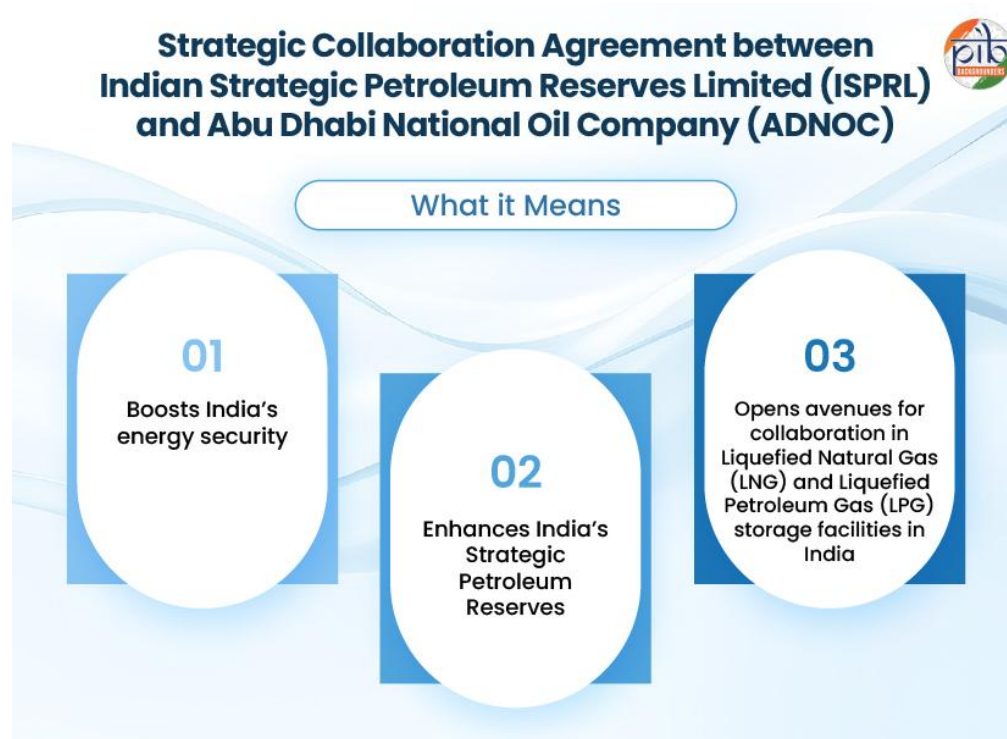 Strategic Collaboration Agreement between
Indian Strategic Petroleum Reserves Limited (ISPRL)
and Abu Dhabi National Oil Company (ADNOC)
pib
BACKGROUNDERS
What it Means
01
Boosts India's
energy security
02
Enhances India's
Strategic
Petroleum
Reserves
03
Opens avenues for
collaboration in
Liquefied Natural Gas
(LNG) and Liquefied
Petroleum Gas (LPG)
storage facilities in
India